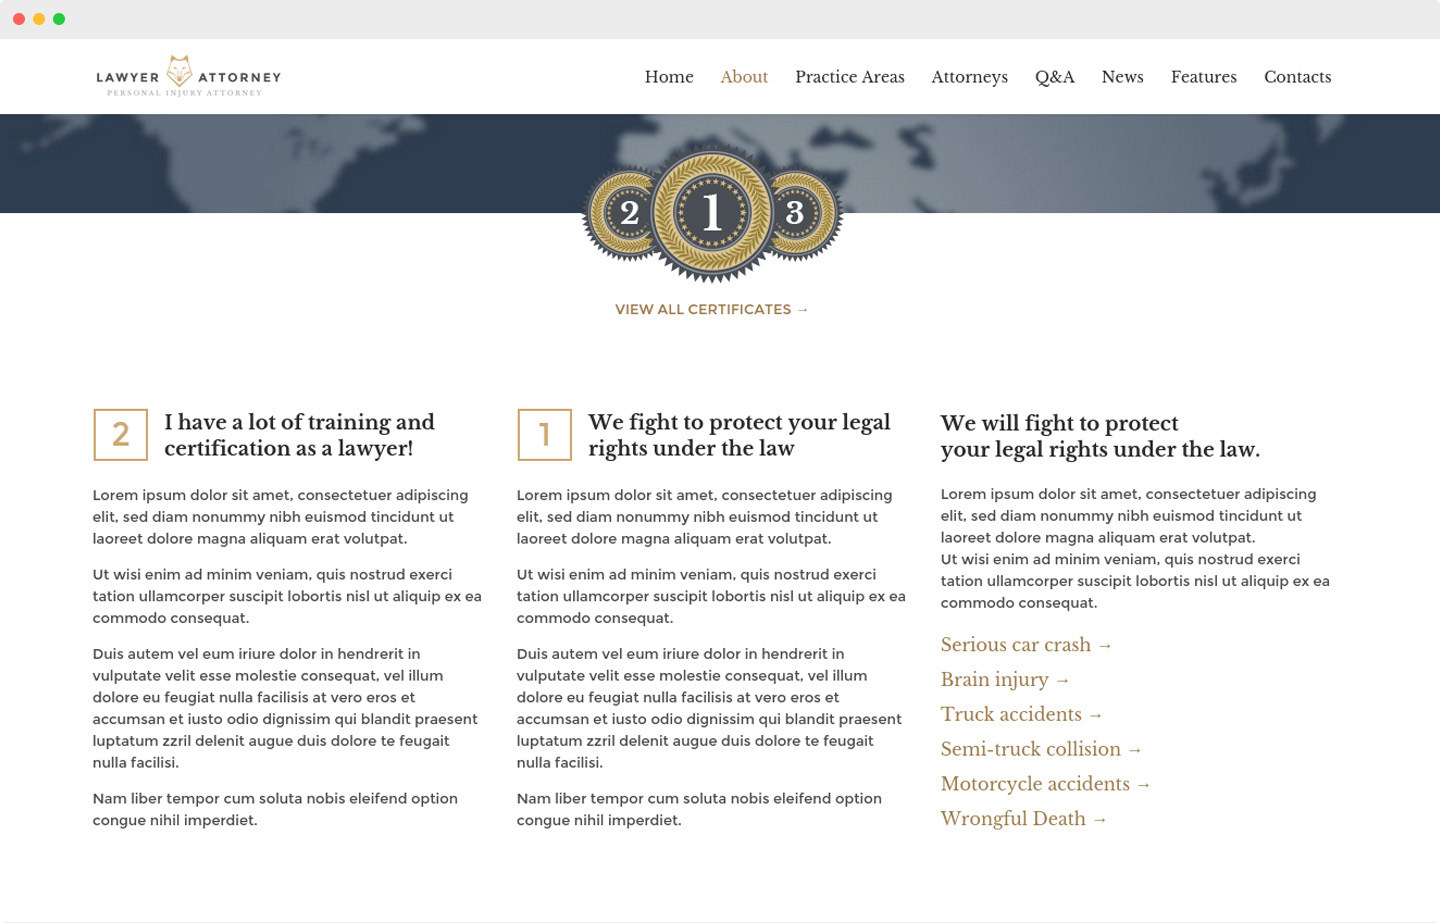 LAWYER ATTORNEY
PERSONAL INJURY ATTORNEY
Home About Practice Areas Attorneys Q&A News Features Contacts
2 1 3
VIEW ALL CERTIFICATES →
2
I have a lot of training and
certification as a lawyer!
Lorem ipsum dolor sit amet, consectetuer adipiscing
elit, sed diam nonummy nibh euismod tincidunt ut
laoreet dolore magna aliquam erat volutpat.
Ut wisi enim ad minim veniam, quis nostrud exerci
tation ullamcorper suscipit lobortis nisl ut aliquip ex ea
commodo consequat.
Duis autem vel eum iriure dolor in hendrerit in
vulputate velit esse molestie consequat, vel illum
dolore eu feugiat nulla facilisis at vero eros et
accumsan et iusto odio dignissim qui blandit praesent
luptatum zzril delenit augue duis dolore te feugait
nulla facilisi.
Nam liber tempor cum soluta nobis eleifend option
congue nihil imperdiet.
1
We fight to protect your legal
rights under the law
Lorem ipsum dolor sit amet, consectetuer adipiscing
elit, sed diam nonummy nibh euismod tincidunt ut
laoreet dolore magna aliquam erat volutpat.
Ut wisi enim ad minim veniam, quis nostrud exerci
tation ullamcorper suscipit lobortis nisl ut aliquip ex ea
commodo consequat.
Duis autem vel eum iriure dolor in hendrerit in
vulputate velit esse molestie consequat, vel illum
dolore eu feugiat nulla facilisis at vero eros et
accumsan et iusto odio dignissim qui blandit praesent
luptatum zzril delenit augue duis dolore te feugait
nulla facilisi.
Nam liber tempor cum soluta nobis eleifend option
congue nihil imperdiet.
We will fight to protect
your legal rights under the law.
Lorem ipsum dolor sit amet, consectetuer adipiscing
elit, sed diam nonummy nibh euismod tincidunt ut
laoreet dolore magna aliquam erat volutpat.
Ut wisi enim ad minim veniam, quis nostrud exerci
tation ullamcorper suscipit lobortis nisl ut aliquip ex ea
commodo consequat.
Serious car crash →
Brain injury →
Truck accidents →
Semi-truck collision →
Motorcycle accidents →
Wrongful Death →